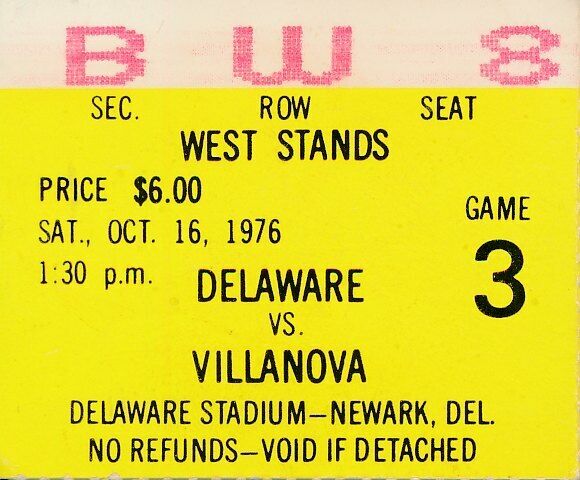 B W 8
SEC. ROW SEAT
WEST STANDS
PRICE $6.00
GAME
SAT., OCT. 16, 1976
3
1:30 p.m.
DELAWARE
VS.
VILLANOVA
DELAWARE STADIUM—NEWARK, DEL.
NO REFUNDS—VOID IF DETACHED